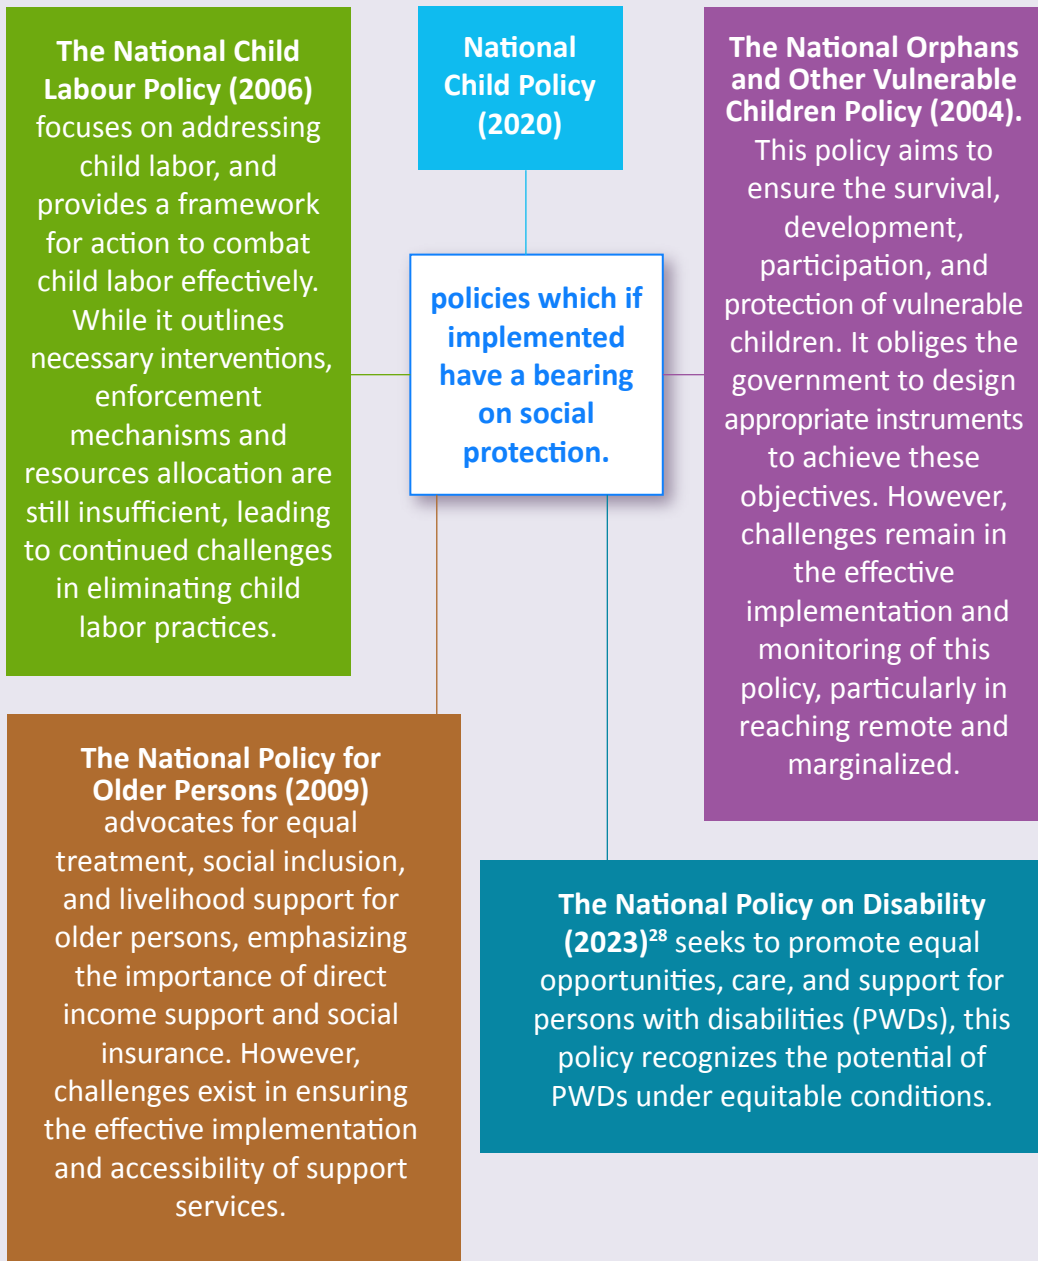 The National Child
Labour Policy (2006)
focuses on addressing
child labor, and
provides a framework
for action to combat
child labor effectively.
While it outlines
necessary interventions,
enforcement
mechanisms and
resources allocation are
still insufficient, leading
to continued challenges
in eliminating child
labor practices.
National
Child Policy
(2020)
The National Orphans
and Other Vulnerable
Children Policy (2004).
This policy aims to
ensure the survival,
development,
participation, and
protection of vulnerable
children. It obliges the
government to design
appropriate instruments
to achieve these
objectives. However,
challenges remain in
the effective
implementation and
monitoring of this
policy, particularly in
reaching remote and
marginalized.
policies which if
implemented
have a bearing
on social
protection.
The National Policy for
Older Persons (2009)
advocates for equal
treatment, social inclusion,
and livelihood support for
older persons, emphasizing
the importance of direct
income support and social
insurance. However,
challenges exist in ensuring
the effective implementation
and accessibility of support
services.
The National Policy on Disability
(2023)²⁸ seeks to promote equal
opportunities, care, and support for
persons with disabilities (PWDs), this
policy recognizes the potential of
PWDs under equitable conditions.